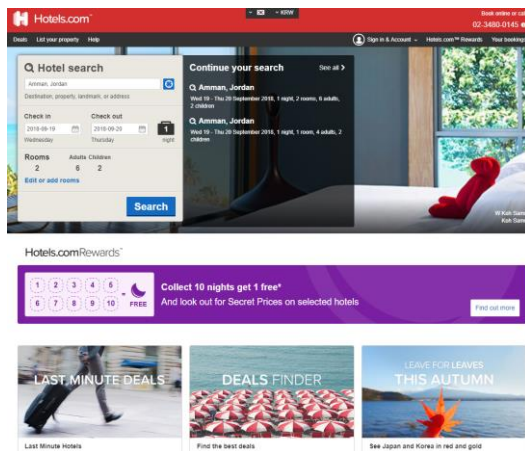 Hotels.com™
KRW
Book online or cal
02-3480-0145
Deals List your property Help
Sign in & Account Hotels.com™ Rewards Your bookings
Hotel search
Amman, Jordan
Destination, property, landmark, or address
Check in Check out
2018-09-19 2018-09-20 1
Wednesday Thursday night
Rooms Adults Children
2 6 2
Edit or add rooms
Search
Continue your search See all
Amman, Jordan
Wed 19 - Thu 20 September 2018, 1 night, 2 rooms, 6 adults,
2 children
Amman, Jordan
Wed 19 - Thu 20 September 2018, 1 night, 1 room, 4 adults, 2
children
W Koh Sam
Koh Sam
Hotels.comRewards™
1 2 3 4 5
6 7 8 9 10
= FREE
Collect 10 nights get 1 free*
And look out for Secret Prices on selected hotels
Find out more
LAST MINUTE DEALS
DEALS FINDER
LEAVE FOR LEAVES
THIS AUTUMN
Last Minute Hotels
Find the best deals
See Japan and Korea in red and gold